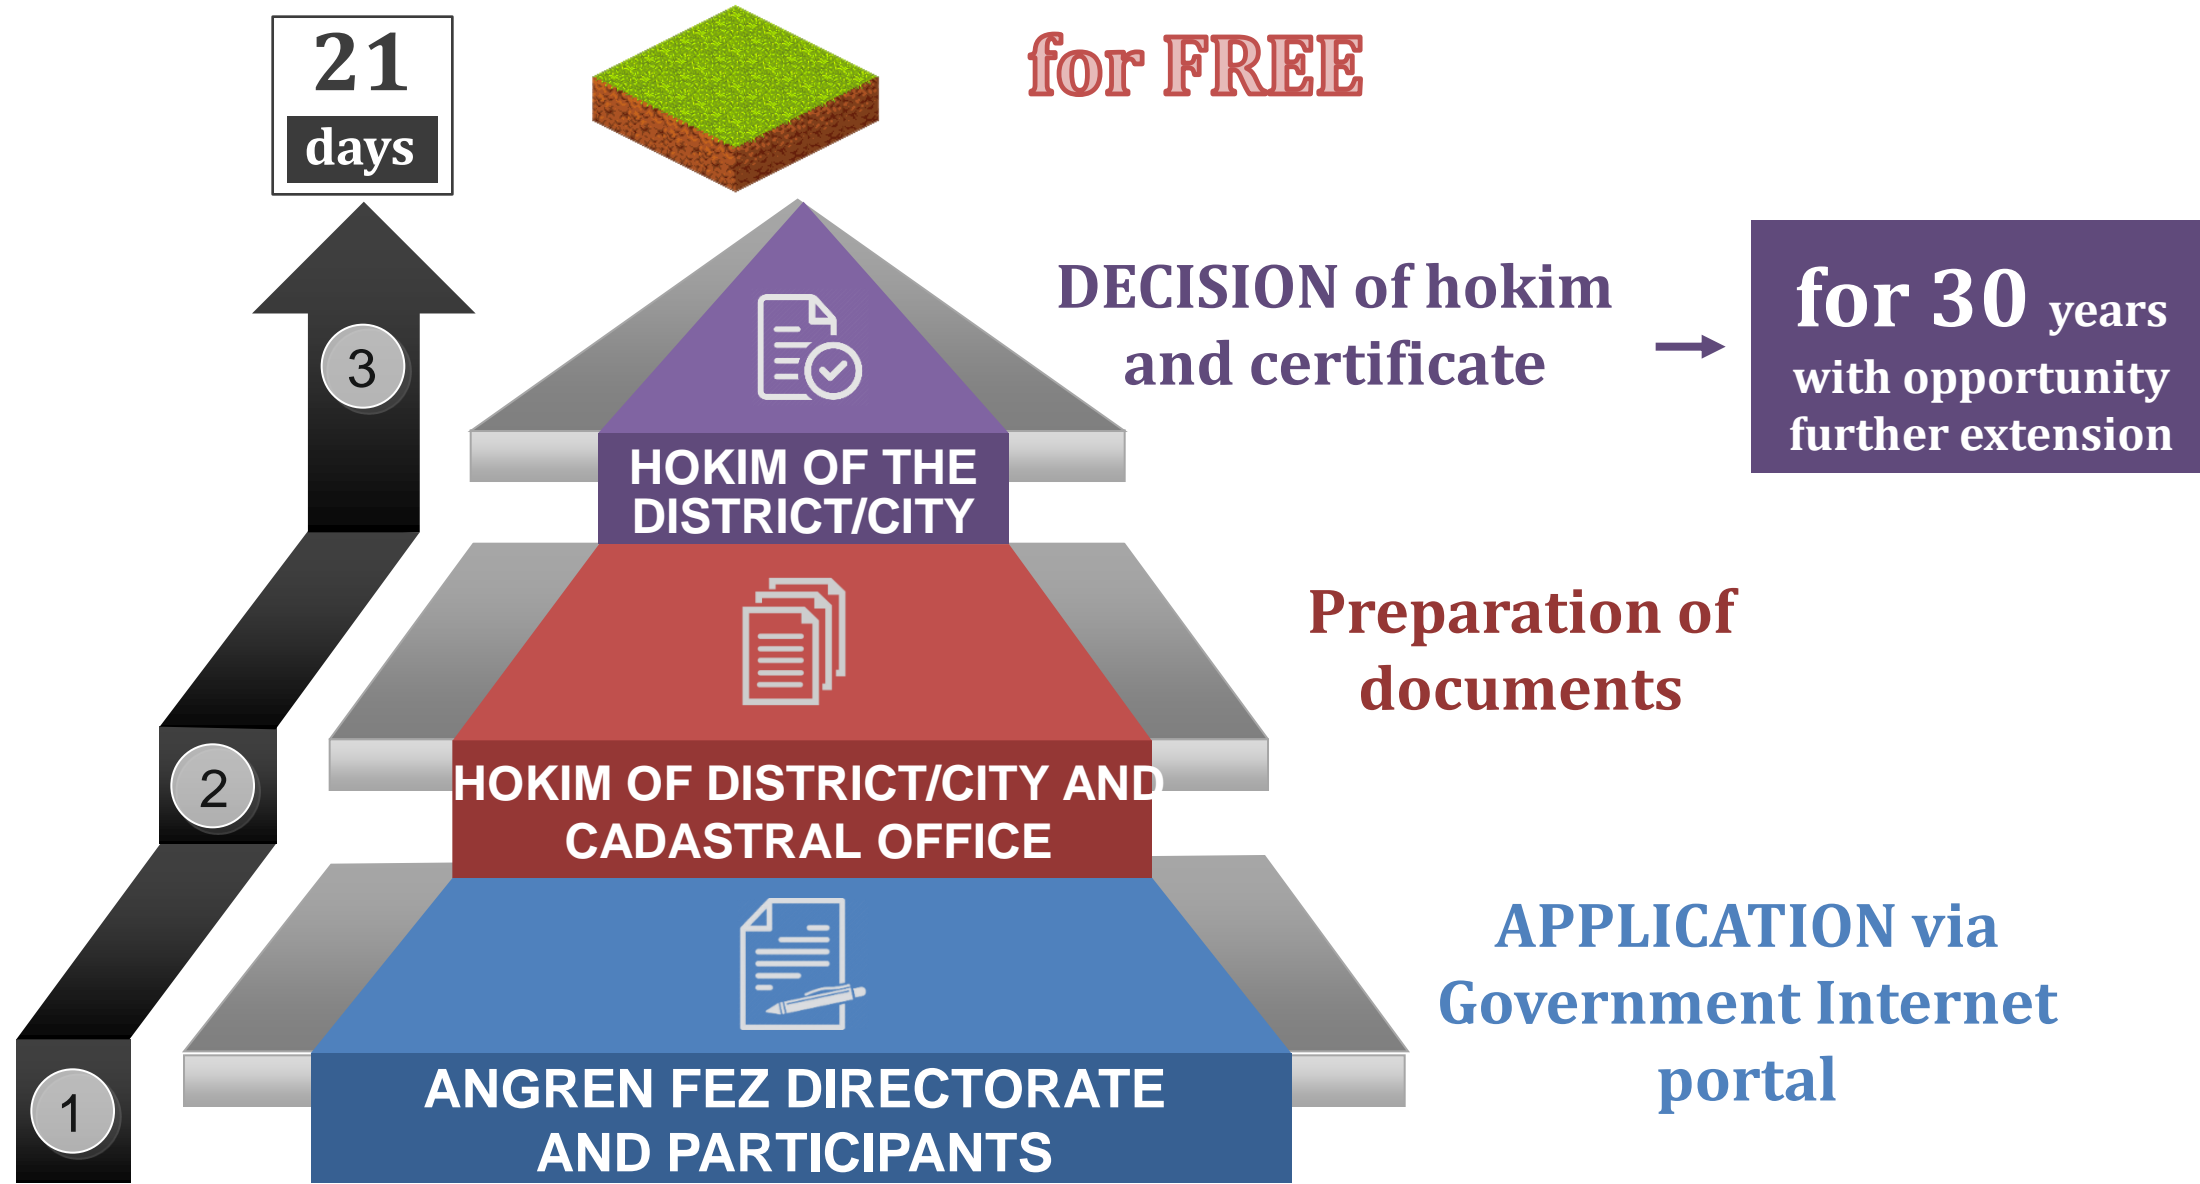 21
days
for FREE
3
DECISION of hokim
and certificate
for 30 years
with opportunity
further extension
HOKIM OF THE
DISTRICT/CITY
Preparation of
documents
2
HOKIM OF DISTRICT/CITY AND
CADASTRAL OFFICE
APPLICATION via
Government Internet
portal
1
ANGREN FEZ DIRECTORATE
AND PARTICIPANTS